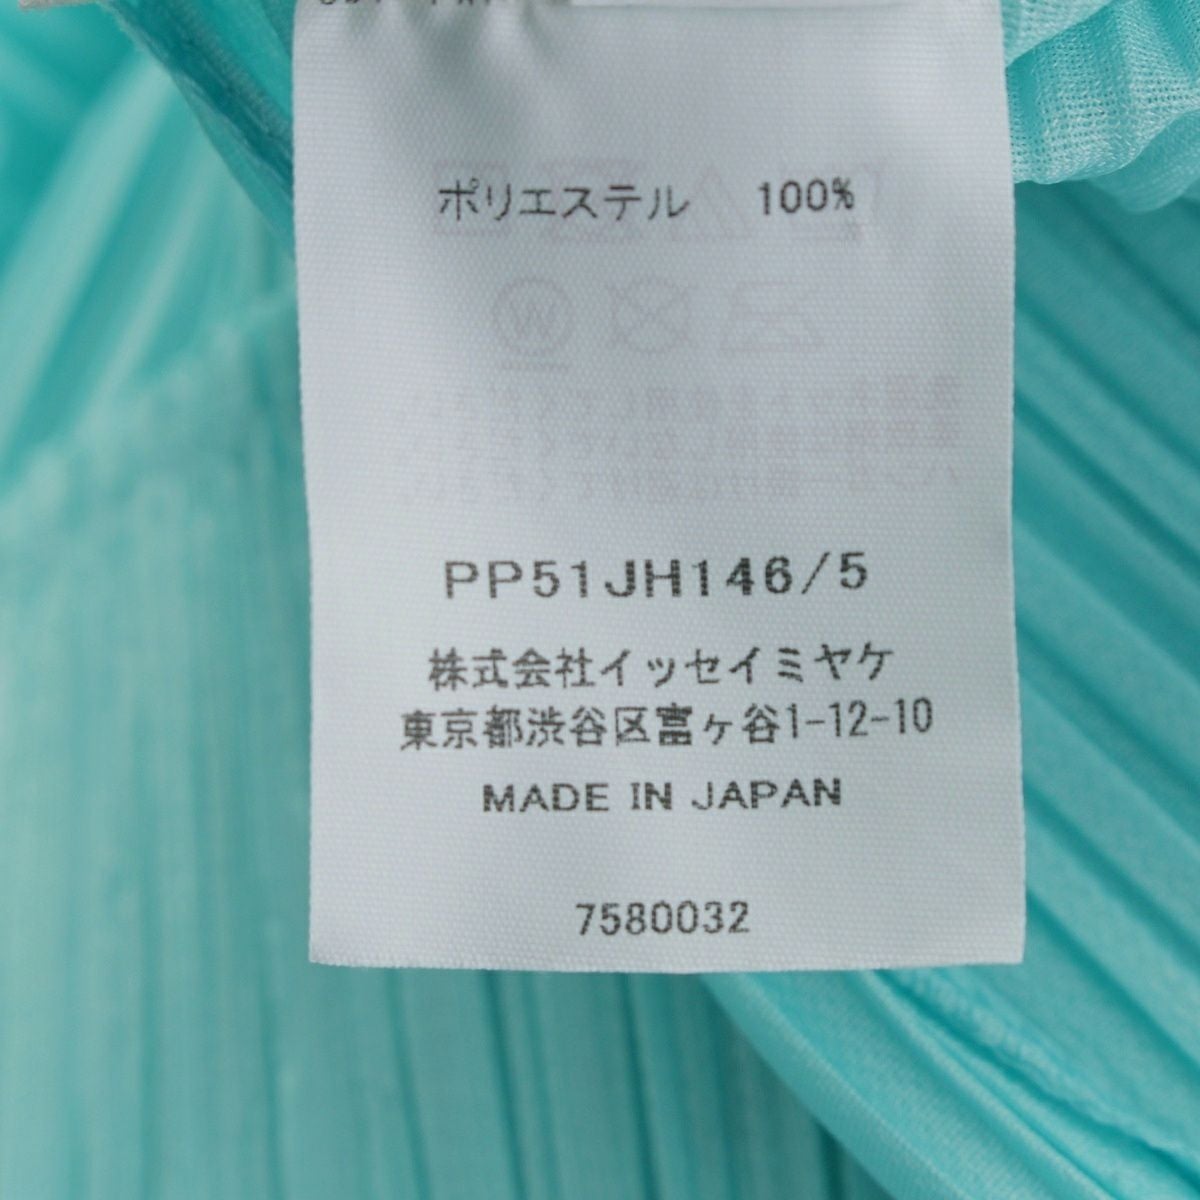 ポリエステル 100%
PP51JH146/5
株式会社イッセイミヤケ
東京都渋谷区富ヶ谷1-12-10
MADE IN JAPAN
7580032